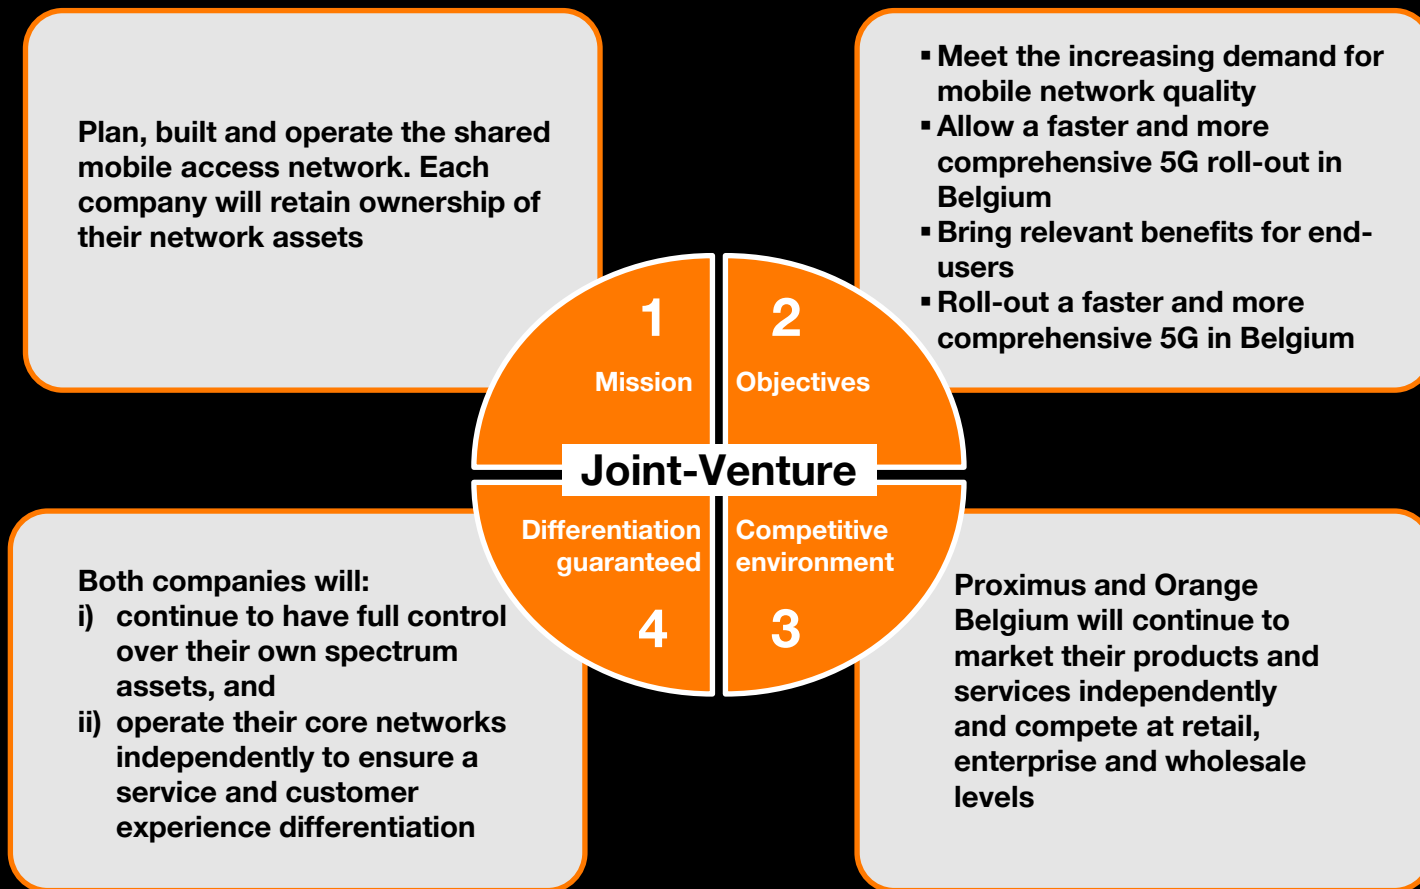 Plan, built and operate the shared
mobile access network. Each
company will retain ownership of
their network assets
▪ Meet the increasing demand for
mobile network quality
▪ Allow a faster and more
comprehensive 5G roll-out in
Belgium
▪ Bring relevant benefits for end-
users
▪ Roll-out a faster and more
comprehensive 5G in Belgium
1
Mission
2
Objectives
Joint-Venture
Differentiation
guaranteed
4
Competitive
environment
3
Both companies will:
i) continue to have full control
over their own spectrum
assets, and
ii) operate their core networks
independently to ensure a
service and customer
experience differentiation
Proximus and Orange
Belgium will continue to
market their products and
services independently
and compete at retail,
enterprise and wholesale
levels